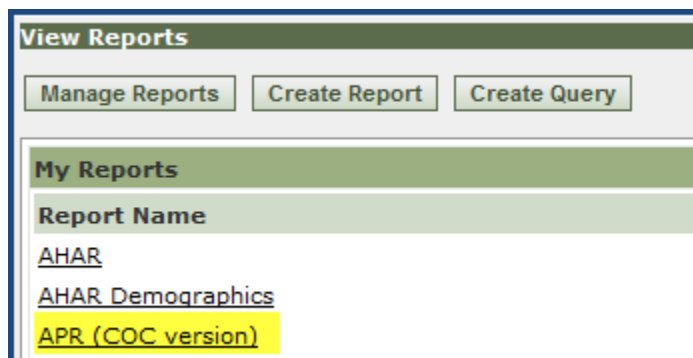 View Reports
Manage Reports Create Report Create Query
My Reports
Report Name
AHAR
AHAR Demographics
APR (COC version)